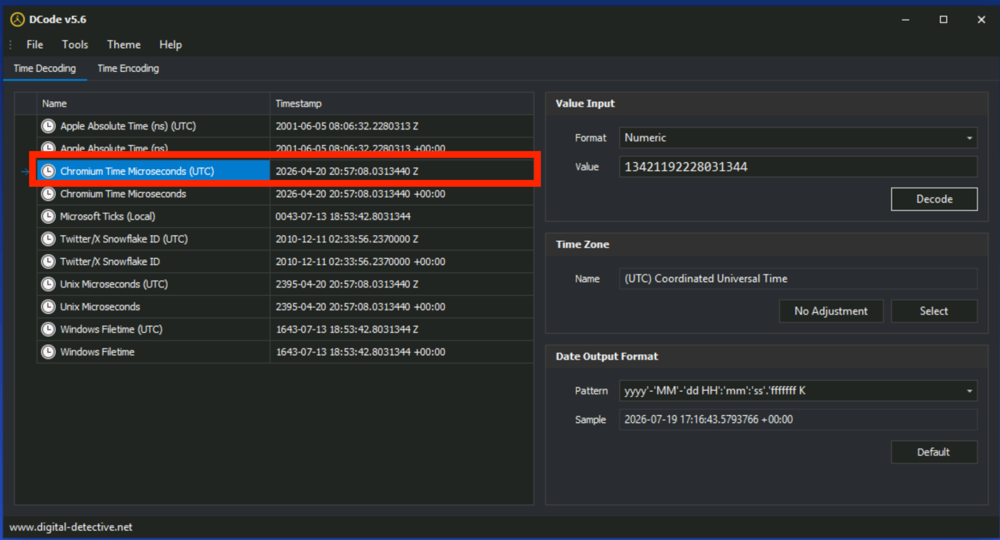 DCode v5.6
File Tools Theme Help
Time Decoding Time Encoding
Name Timestamp
Apple Absolute Time (ns) (UTC) 2001-06-05 08:06:32.2280313 Z
Apple Absolute Time (ns) 2001-06-05 08:06:32.2280313 +00:00
Chromium Time Microseconds (UTC) 2026-04-20 20:57:08.0313440 Z
Chromium Time Microseconds 2026-04-20 20:57:08.0313440 +00:00
Microsoft Ticks (Local) 0043-07-13 18:53:42.8031344
Twitter/X Snowflake ID (UTC) 2010-12-11 02:33:56.2370000 Z
Twitter/X Snowflake ID 2010-12-11 02:33:56.2370000 +00:00
Unix Microseconds (UTC) 2395-04-20 20:57:08.0313440 Z
Unix Microseconds 2395-04-20 20:57:08.0313440 +00:00
Windows Filetime (UTC) 1643-07-13 18:53:42.8031344 Z
Windows Filetime 1643-07-13 18:53:42.8031344 +00:00
Value Input
Format Numeric
Value 13421192228031344
Decode
Time Zone
Name (UTC) Coordinated Universal Time
No Adjustment Select
Date Output Format
Pattern yyyy'-'MM'-'dd HH':'mm':'ss'.'fffffff K
Sample 2026-07-19 17:16:43.5793766 +00:00
Default
www.digital-detective.net